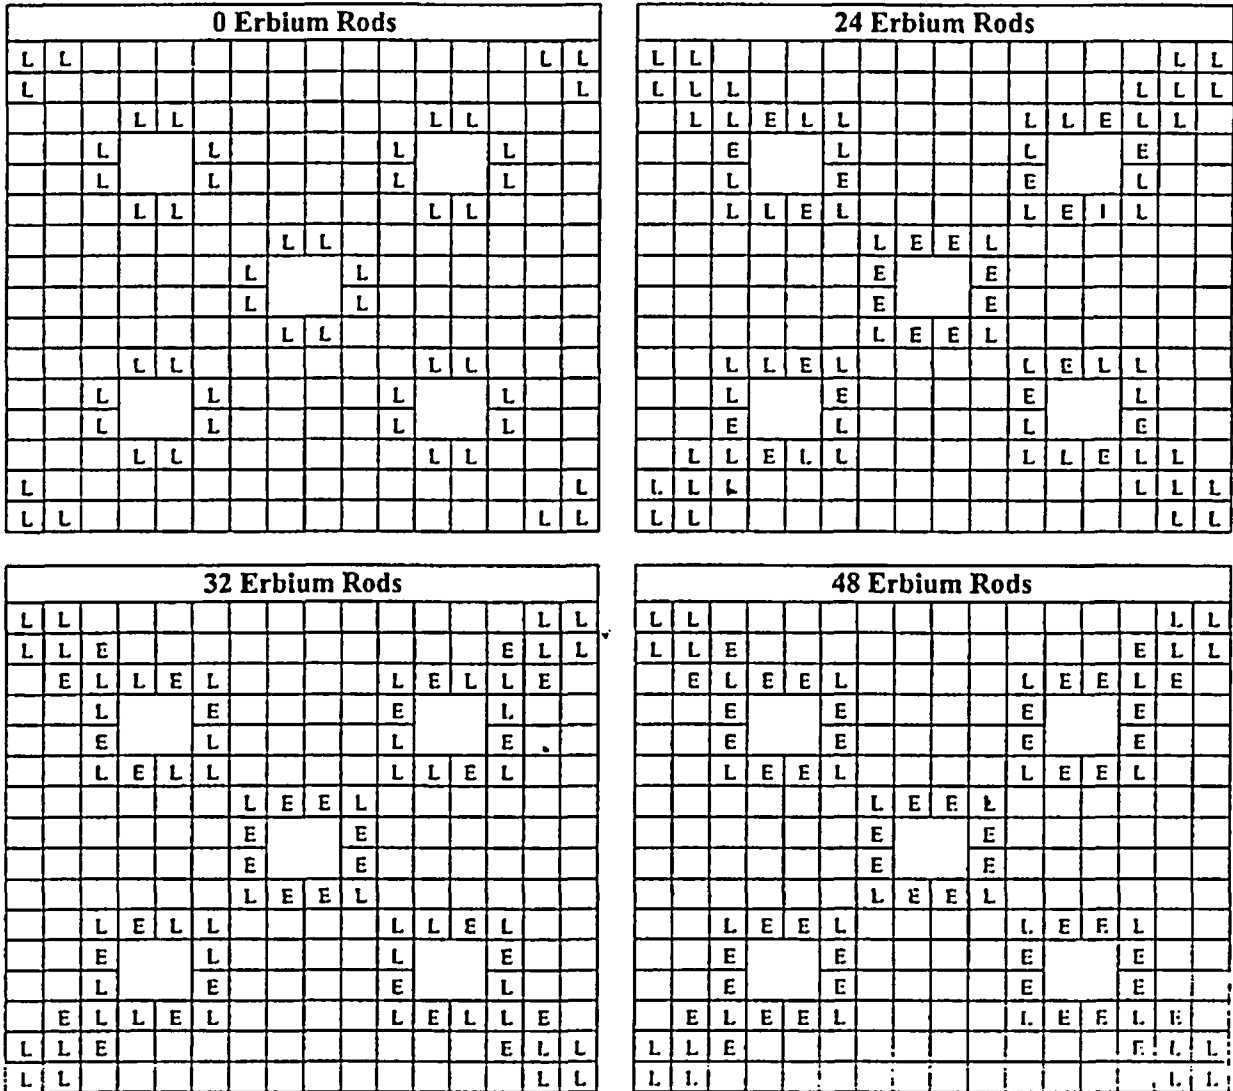 0 Erbium Rods
L L L L
L L
L L L L
L L L L
L L L L
L L L L
L L
L L
L L
L L
L L L L
L L L L
L L L L
L L L L
L L
L L L L
24 Erbium Rods
L L L L
L L L L L L
L L E L L L L E L L
E L L E
L E E L
L L E L L E I L
L E E L
E E
E E
L E E L
L L E L L E L L
L E E L
E L L E
L L E L L L L E L L
L L L L L L
L L L L
32 Erbium Rods
L L L L
L L E E L L
E L L E L L E L L E
L E E L
E L L E
L E L L L L E L
L E E L
E E
E E
L E E L
L E L L L L E L
E L L E
L E E L
E L L E L L E L L E
L L E E L L
L L L L
48 Erbium Rods
L L L L
L L E E L L
E L E E L L E E L E
E E E E
E E E E
L E E L L E E L
L E E L
E E
E E
L E E L
L E E L L E E L
E E E E
E E E E
E L E E L L E E L E
L L E E L L
L L L L